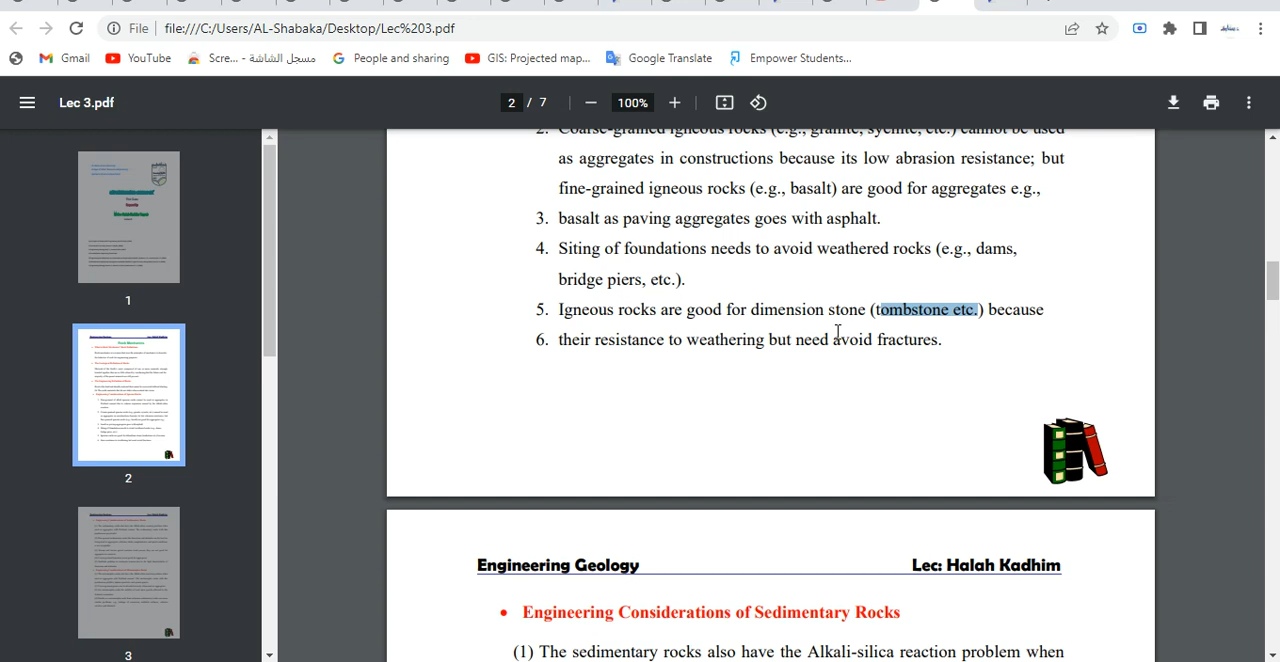 File file:///C:/Users/AL-Shabaka/Desktop/Lec%203.pdf
Gmail YouTube Scre... - مسجل الشاشة People and sharing GIS: Projected map... Google Translate Empower Students...
Lec 3.pdf 2 / 7 100%
2. Coarse-grained igneous rocks (e.g., granite, syenite, etc.) cannot be used
as aggregates in constructions because its low abrasion resistance; but
fine-grained igneous rocks (e.g., basalt) are good for aggregates e.g.,
3. basalt as paving aggregates goes with asphalt.
4. Siting of foundations needs to avoid weathered rocks (e.g., dams,
bridge piers, etc.).
5. Igneous rocks are good for dimension stone (tombstone etc.) because
6. their resistance to weathering but need avoid fractures.
Engineering Geology Lec: Halah Kadhim
• Engineering Considerations of Sedimentary Rocks
(1) The sedimentary rocks also have the Alkali-silica reaction problem when
1
2
3